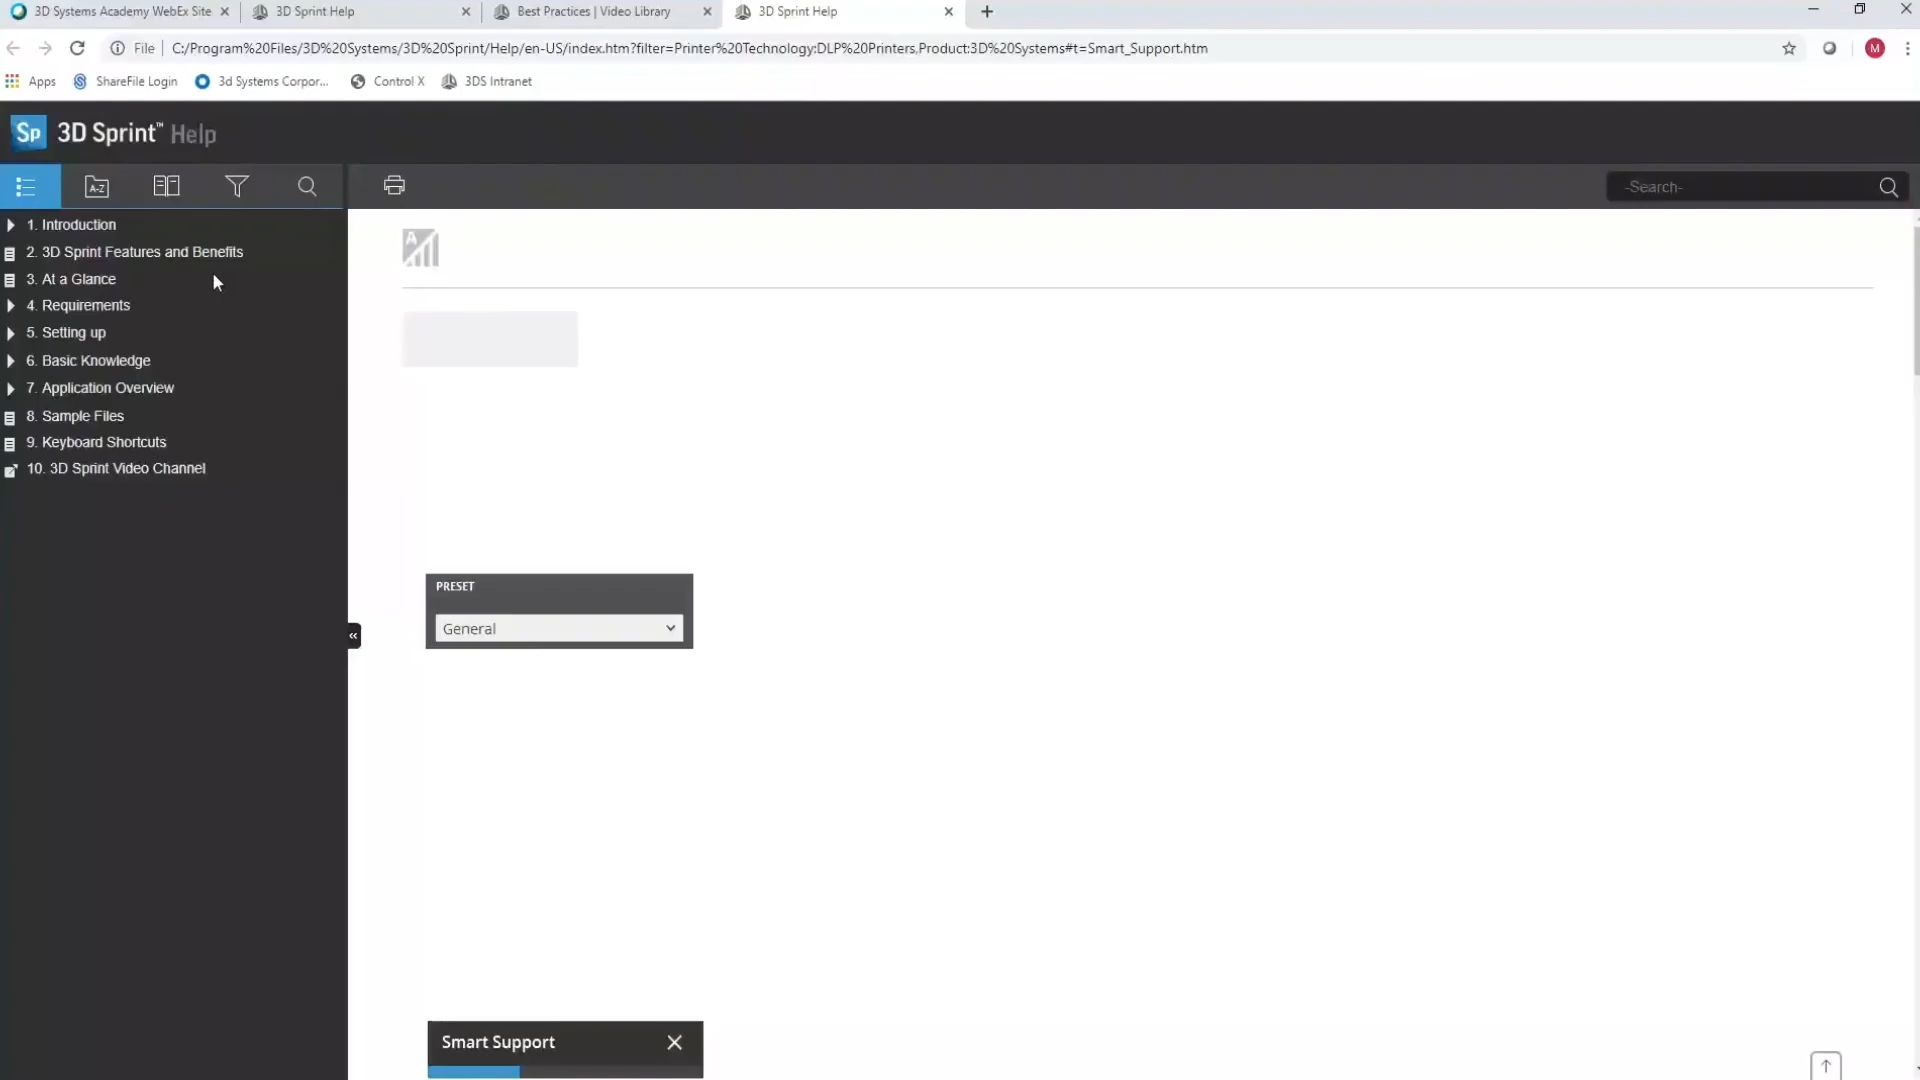 3D Systems Academy WebEx Site
3D Sprint Help
Best Practices | Video Library
3D Sprint Help
File
C:/Program%20Files/3D%20Systems/3D%20Sprint/Help/en-US/index.htm?filter=Printer%20Technology:DLP%20Printers,Product:3D%20Systems#t=Smart_Support.htm
M
Apps
ShareFile Login
3d Systems Corpor...
Control X
3DS Intranet
Sp 3D Sprint™ Help
A-Z
-Search-
1. Introduction
2. 3D Sprint Features and Benefits
3. At a Glance
4. Requirements
5. Setting up
6. Basic Knowledge
7. Application Overview
8. Sample Files
9. Keyboard Shortcuts
10. 3D Sprint Video Channel
A
PRESET
General
Smart Support